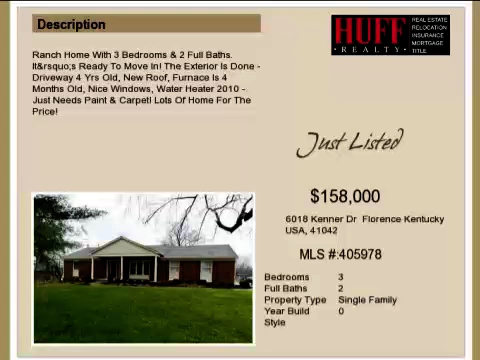 Description
Ranch Home With 3 Bedrooms & 2 Full Baths.
It&rsquo;s Ready To Move In! The Exterior Is Done -
Driveway 4 Yrs Old, New Roof, Furnace Is 4
Months Old, Nice Windows, Water Heater 2010 -
Just Needs Paint & Carpet! Lots Of Home For The
Price!
HUFF
·REALTY·
REAL ESTATE
RELOCATION
INSURANCE
MORTGAGE
TITLE
Just Listed
$158,000
6018 Kenner Dr Florence Kentucky
USA, 41042
MLS #:405978
Bedrooms 3
Full Baths 2
Property Type Single Family
Year Build 0
Style